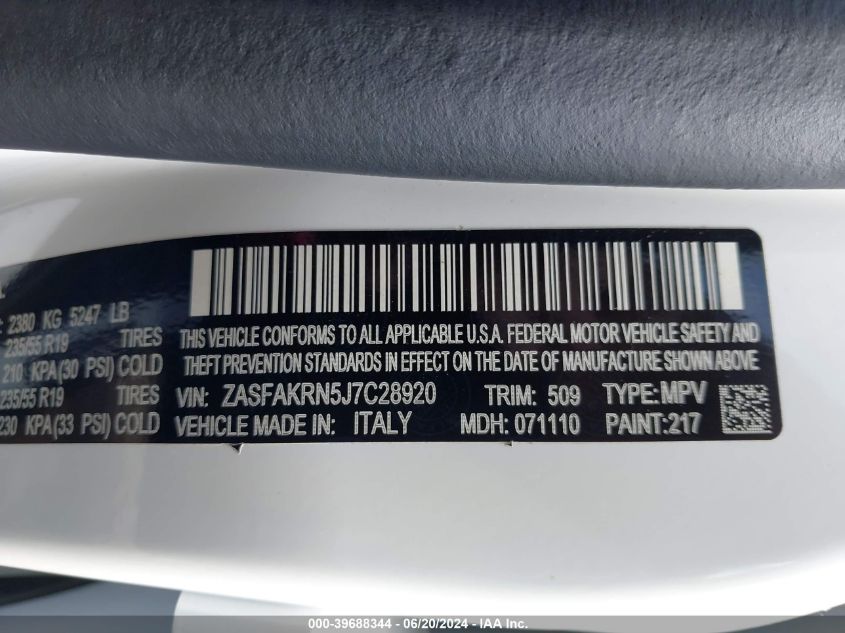 2380 KG 5247 LB
235/55 R19 TIRES
210 KPA(30 PSI) COLD
235/55 R19 TIRES
230 KPA(33 PSI) COLD
THIS VEHICLE CONFORMS TO ALL APPLICABLE U.S.A. FEDERAL MOTOR VEHICLE SAFETY AND
THEFT PREVENTION STANDARDS IN EFFECT ON THE DATE OF MANUFACTURE SHOWN ABOVE
VIN: ZASFAKRN5J7C28920 TRIM: 509 TYPE:MPV
VEHICLE MADE IN: ITALY MDH: 071110 PAINT:217
000-39688344 - 06/20/2024 - IAA Inc.